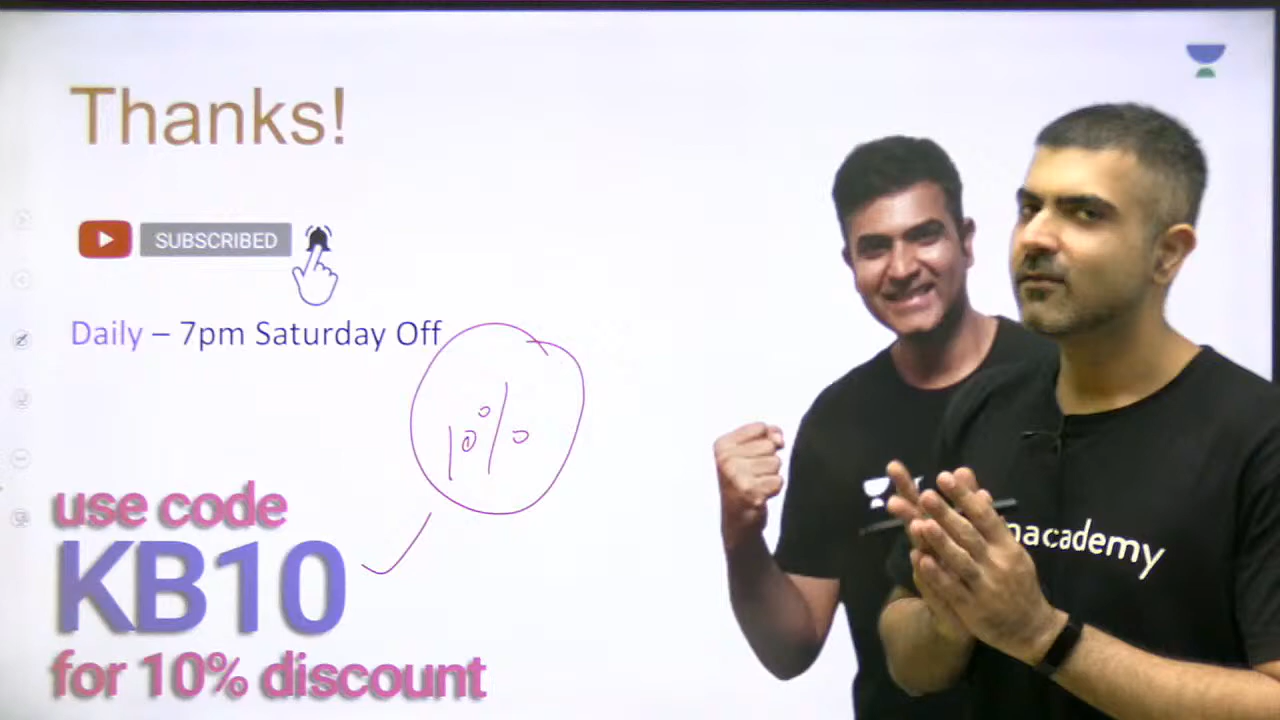 Thanks!
SUBSCRIBED
Daily – 7pm Saturday Off
10%
use code
KB10
for 10% discount
nacademy